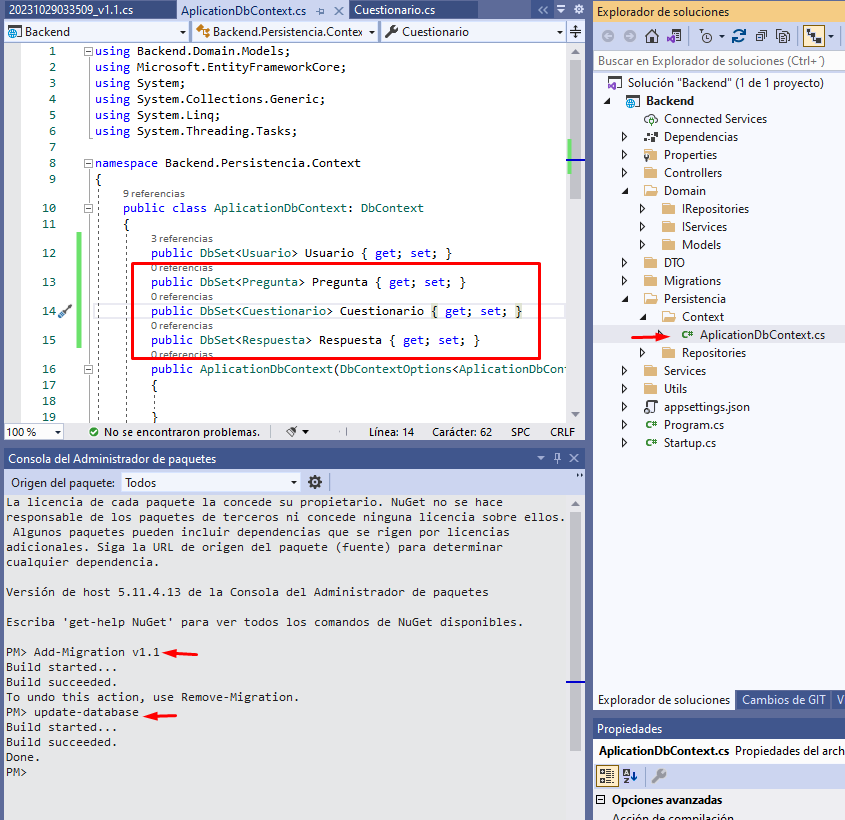 20231029033509_v1.1.cs
AplicationDbContext.cs
Cuestionario.cs
Backend
Backend.Persistencia.Contex
Cuestionario
1 using Backend.Domain.Models;
2 using Microsoft.EntityFrameworkCore;
3 using System;
4 using System.Collections.Generic;
5 using System.Linq;
6 using System.Threading.Tasks;
7
8 namespace Backend.Persistencia.Context
9 {
9 referencias
10 public class AplicationDbContext: DbContext
11 {
3 referencias
12 public DbSet<Usuario> Usuario { get; set; }
0 referencias
13 public DbSet<Pregunta> Pregunta { get; set; }
0 referencias
14 public DbSet<Cuestionario> Cuestionario { get; set; }
0 referencias
15 public DbSet<Respuesta> Respuesta { get; set; }
0 referencias
16 public AplicationDbContext(DbContextOptions<AplicationDbCon
17 {
18
19 }
100 %
No se encontraron problemas.
Línea: 14
Carácter: 62
SPC
CRLF
Consola del Administrador de paquetes
Origen del paquete: Todos
La licencia de cada paquete la concede su propietario. NuGet no se hace
responsable de los paquetes de terceros ni concede ninguna licencia sobre ellos.
Algunos paquetes pueden incluir dependencias que se rigen por licencias
adicionales. Siga la URL de origen del paquete (fuente) para determinar
cualquier dependencia.
Versión de host 5.11.4.13 de la Consola del Administrador de paquetes
Escriba 'get-help NuGet' para ver todos los comandos de NuGet disponibles.
PM> Add-Migration v1.1
Build started...
Build succeeded.
To undo this action, use Remove-Migration.
PM> update-database
Build started...
Build succeeded.
Done.
PM>
Explorador de soluciones
Buscar en Explorador de soluciones (Ctrl+´)
Solución "Backend" (1 de 1 proyecto)
Backend
Connected Services
Dependencias
Properties
Controllers
Domain
IRepositories
IServices
Models
DTO
Migrations
Persistencia
Context
C# AplicationDbContext.cs
Repositories
Services
Utils
appsettings.json
C# Program.cs
C# Startup.cs
Explorador de soluciones
Cambios de GIT
V
Propiedades
AplicationDbContext.cs Propiedades del arch
Opciones avanzadas
Acción de compilación